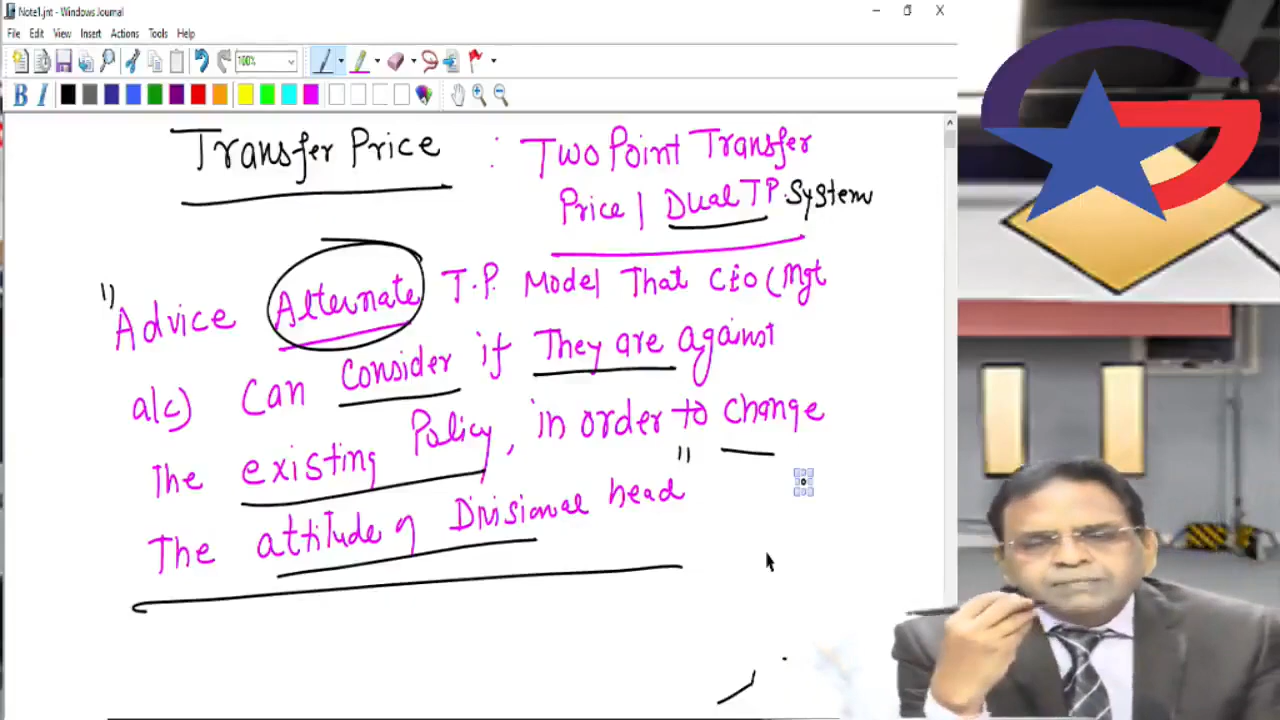 Note1.jnt - Windows Journal
File Edit View Insert Actions Tools Help
100%
B I
Transfer Price : Two Point Transfer
Price | Dual TP System
1) Advice Alternate T.P. Model That CEO (Mgt
a/c) Can Consider if They are against
The existing Policy, in order to change
The attitude of Divisional head "